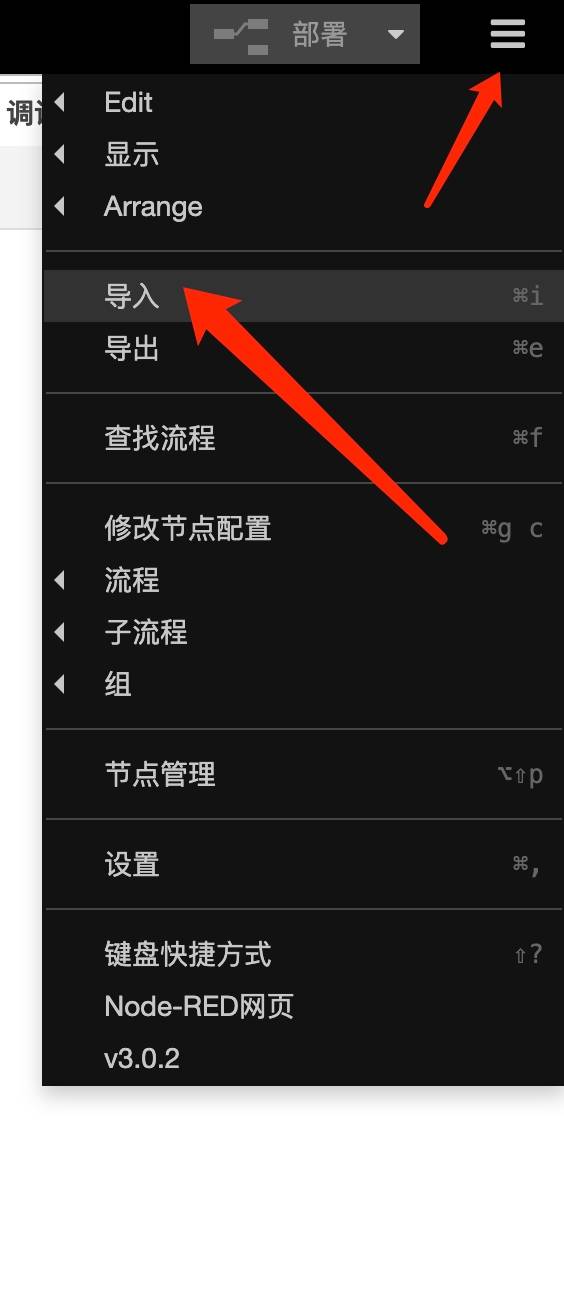 部署
调
Edit
显示
Arrange
导入 ⌘i
导出 ⌘e
查找流程 ⌘f
修改节点配置 ⌘g c
流程
子流程
组
节点管理 ⌥⇧p
设置 ⌘,
键盘快捷方式 ⇧?
Node-RED网页
v3.0.2